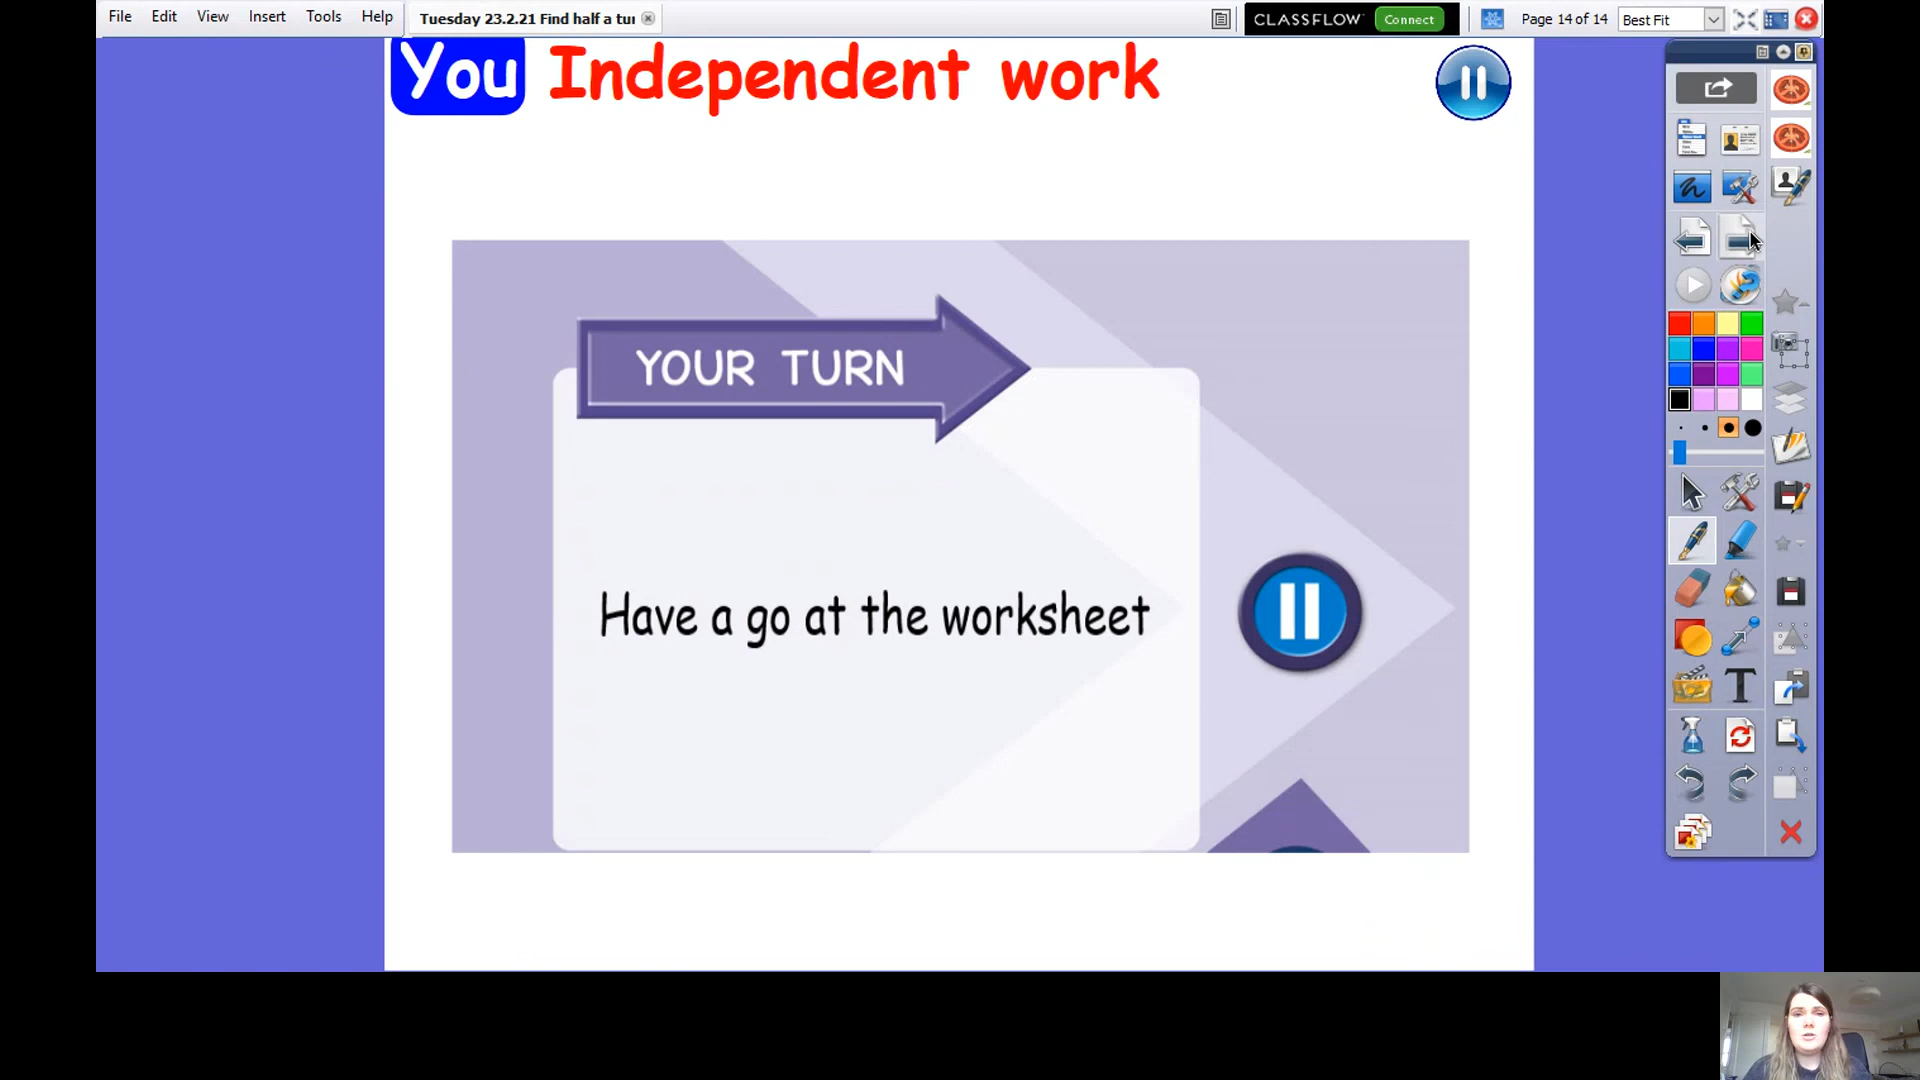 File Edit View Insert Tools Help
Tuesday 23.2.21 Find half a tur
CLASSFLOW Connect
Page 14 of 14
Best Fit
You Independent work
YOUR TURN
Have a go at the worksheet
T